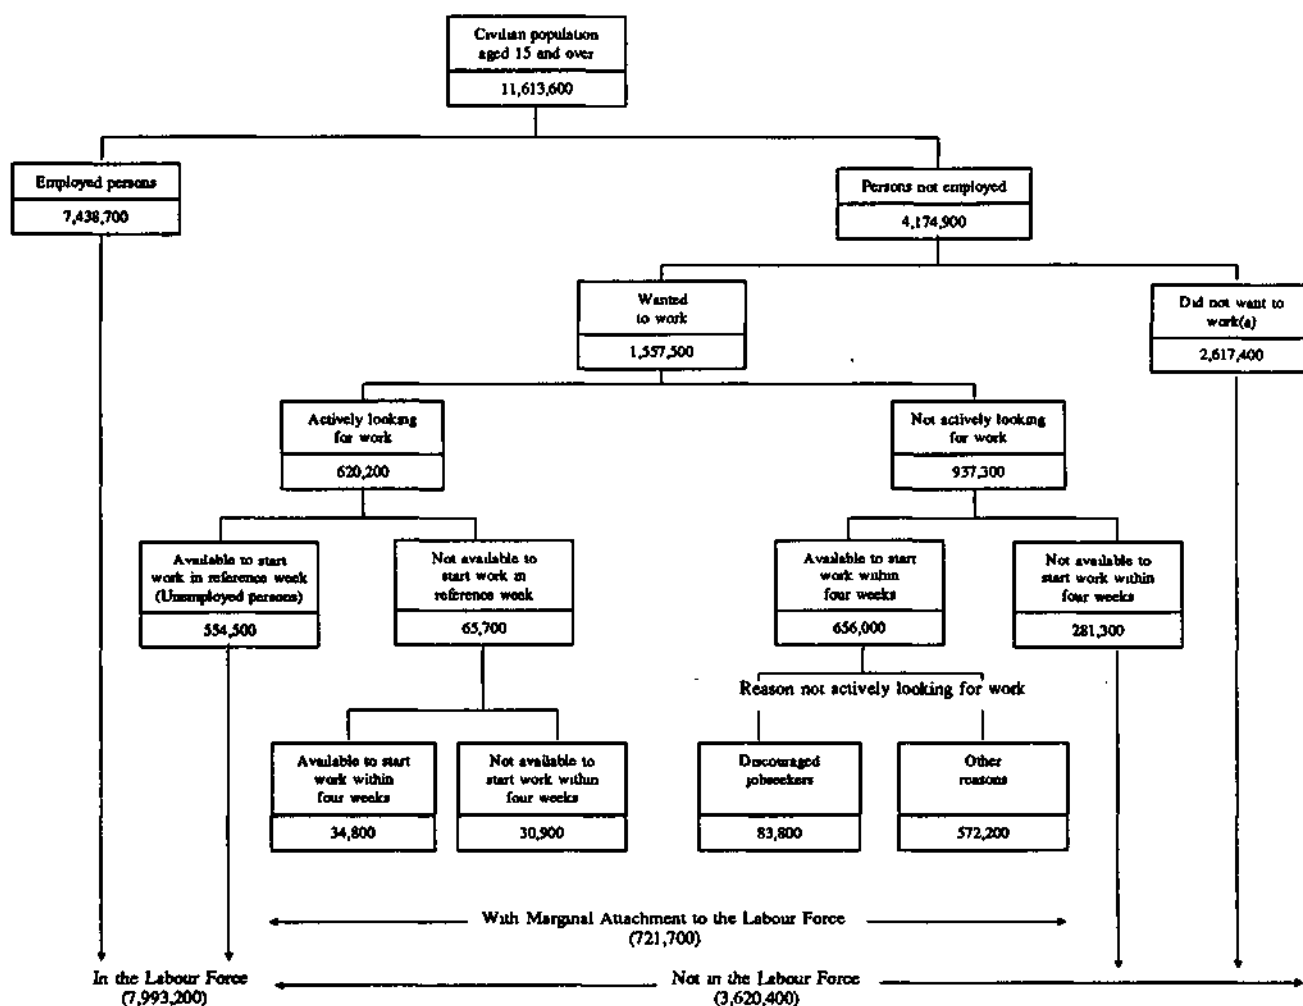 Civilian population
aged 15 and over
11,613,600
Employed persons
7,438,700
Persons not employed
4,174,900
Wanted
to work
1,557,500
Did not want to
work(a)
2,617,400
Actively looking
for work
620,200
Not actively looking
for work
937,300
Available to start
work in reference week
(Unemployed persons)
554,500
Not available to
start work in
reference week
65,700
Available to start
work within
four weeks
656,000
Not available to
start work within
four weeks
281,300
Reason not actively looking for work
Available to start
work within
four weeks
34,800
Not available to
start work within
four weeks
30,900
Discouraged
jobseekers
83,800
Other
reasons
572,200
With Marginal Attachment to the Labour Force
(721,700)
In the Labour Force
(7,993,200)
Not in the Labour Force
(3,620,400)